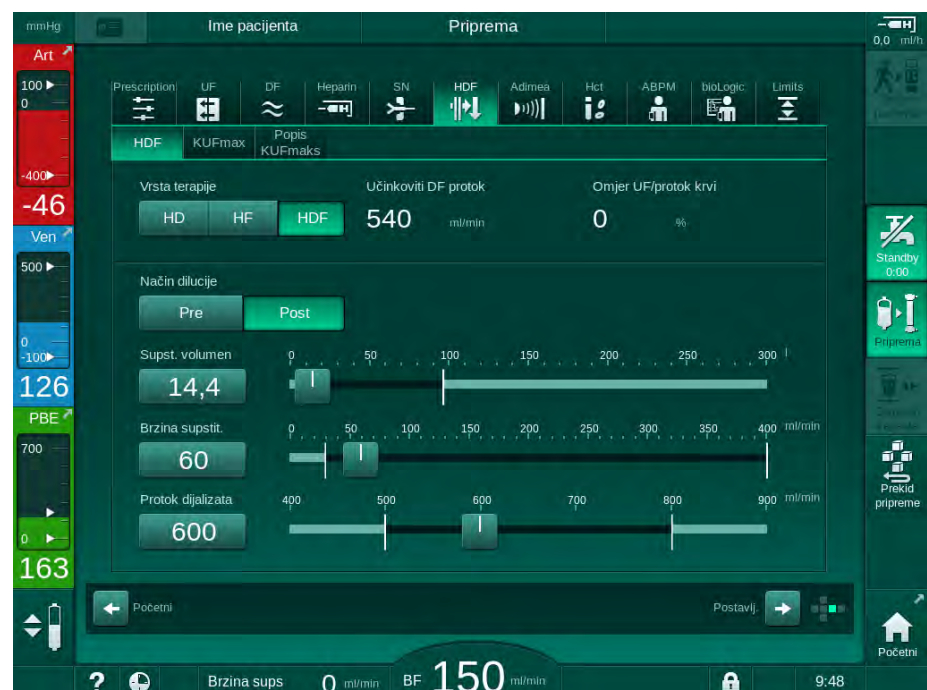 mmHg
Ime pacijenta
Priprema
0,0 ml/h
Art
100
0
-400
-46
Ven
500
0
-100
126
PBE
700
0
163
Prescription
UF
DF
Heparin
SN
HDF
Adimea
Hct
ABPM
bioLogic
Limits
HDF
KUFmax
Popis
KUFmaks
Vrsta terapije
HD HF HDF
Učinkoviti DF protok
540 ml/min
Omjer UF/protok krvi
0 %
Način dilucije
Pre Post
Supst. volumen
14,4
0 50 100 150 200 250 300 l
Brzina supstit.
60
0 50 100 150 200 250 300 350 400 ml/min
Protok dijalizata
600
400 500 600 700 800 900 ml/min
Početni
Postavlj.
Standby
0:00
Priprema
Prekid
pripreme
Početni
?
Brzina sups 0 ml/min
BF 150 ml/min
9:48